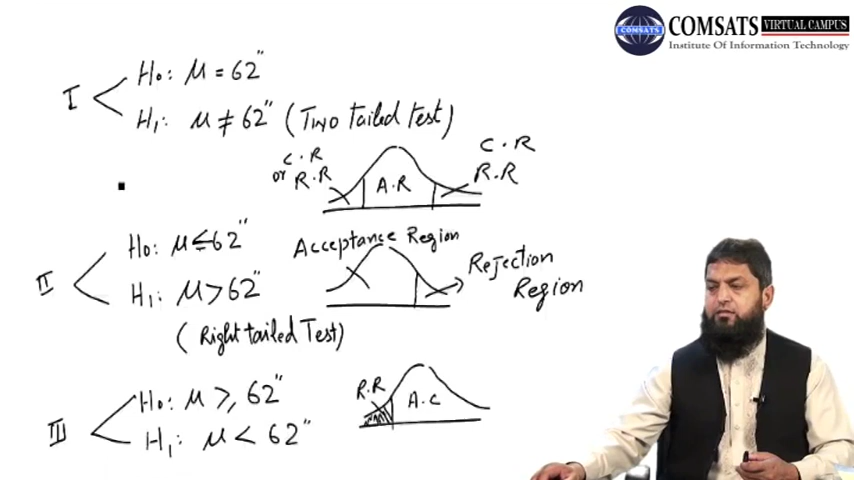 COMSATS
COMSATS VIRTUAL CAMPUS
Institute Of Information Technology
I H₀: μ = 62"
H₁: μ ≠ 62" (Two tailed test)
C.R or R.R
A.R
C.R
R.R
II H₀: μ ≤ 62"
H₁: μ > 62"
(Right tailed Test)
Acceptance Region
Rejection
Region
III H₀: μ ≥ 62"
H₁: μ < 62"
R.R
A.C